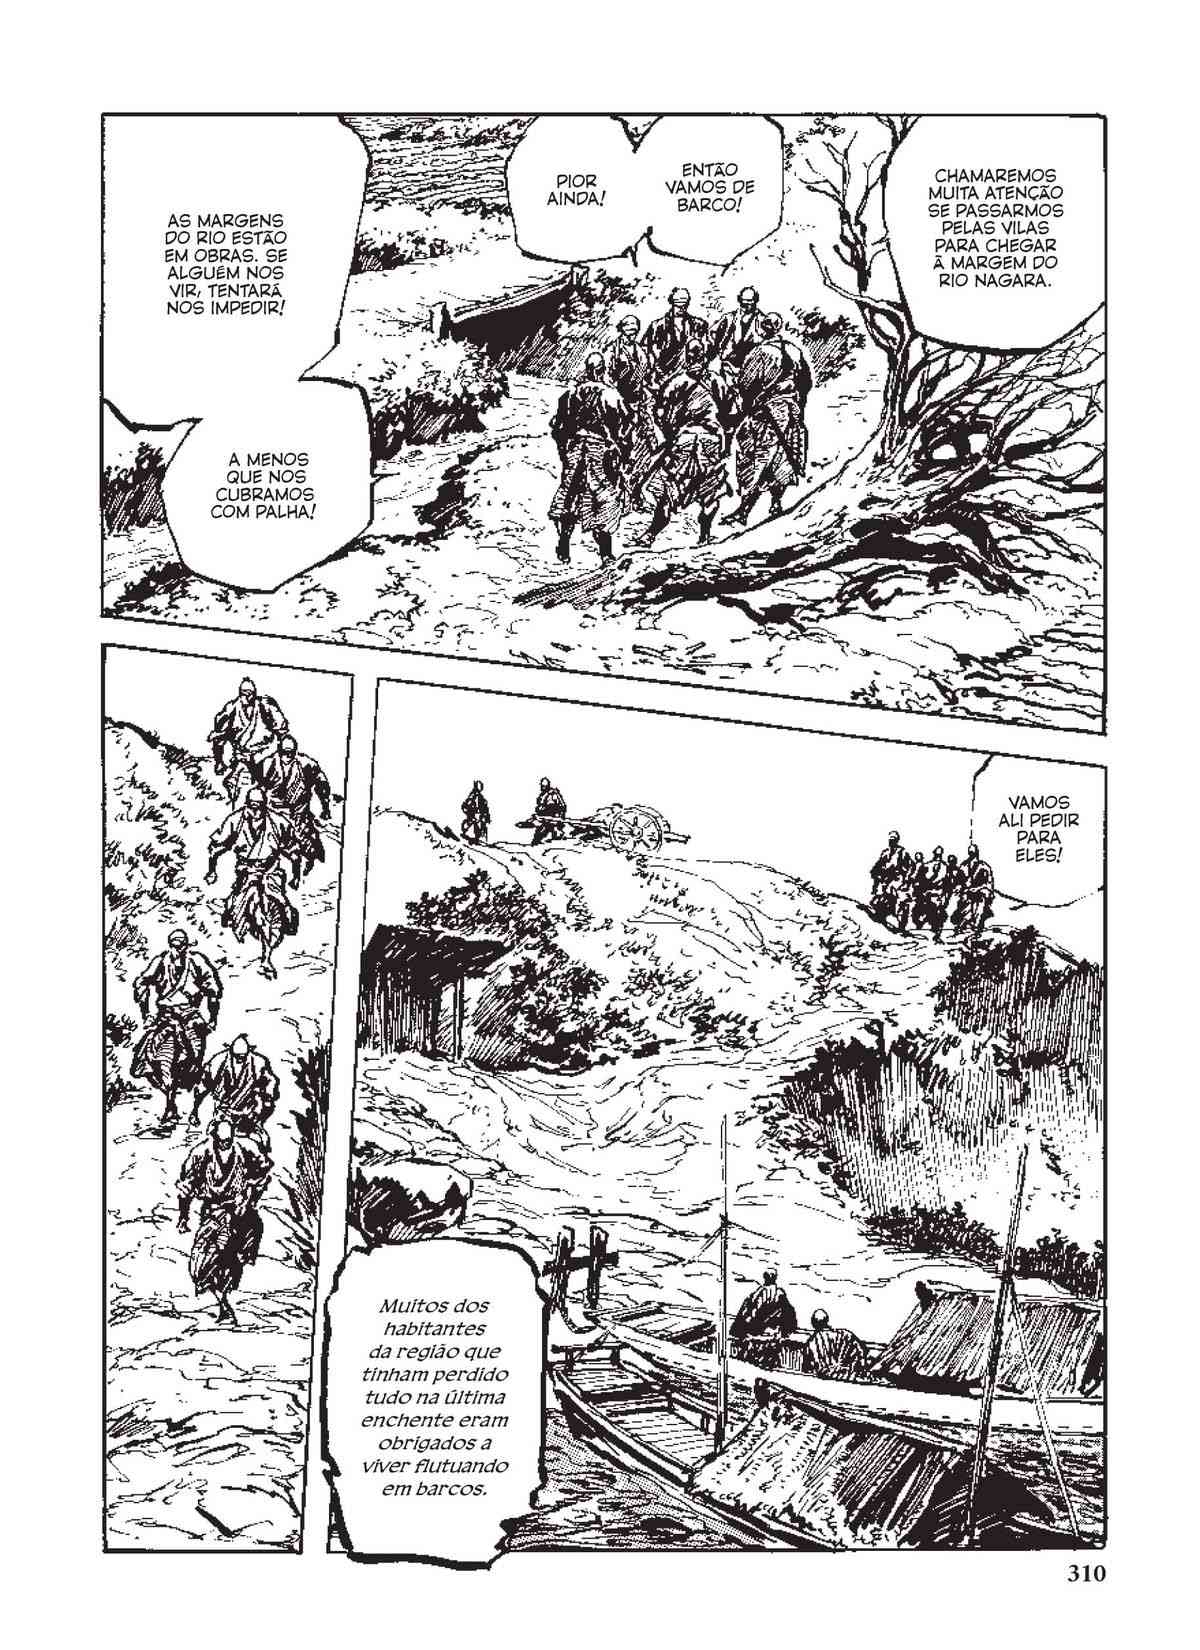 CHAMAREMOS
MUITA ATENÇÃO
SE PASSARMOS
PELAS VILAS
PARA CHEGAR
À MARGEM DO
RIO NAGARA.
ENTÃO
VAMOS DE
BARCO!
PIOR
AINDA!
AS MARGENS
DO RIO ESTÃO
EM OBRAS. SE
ALGUÉM NOS
VIR, TENTARÁ
NOS IMPEDIR!
A MENOS
QUE NOS
CUBRAMOS
COM PALHA!
VAMOS
ALI PEDIR
PARA
ELES!
Muitos dos
habitantes
da região que
tinham perdido
tudo na última
enchente eram
obrigados a
viver flutuando
em barcos.
310